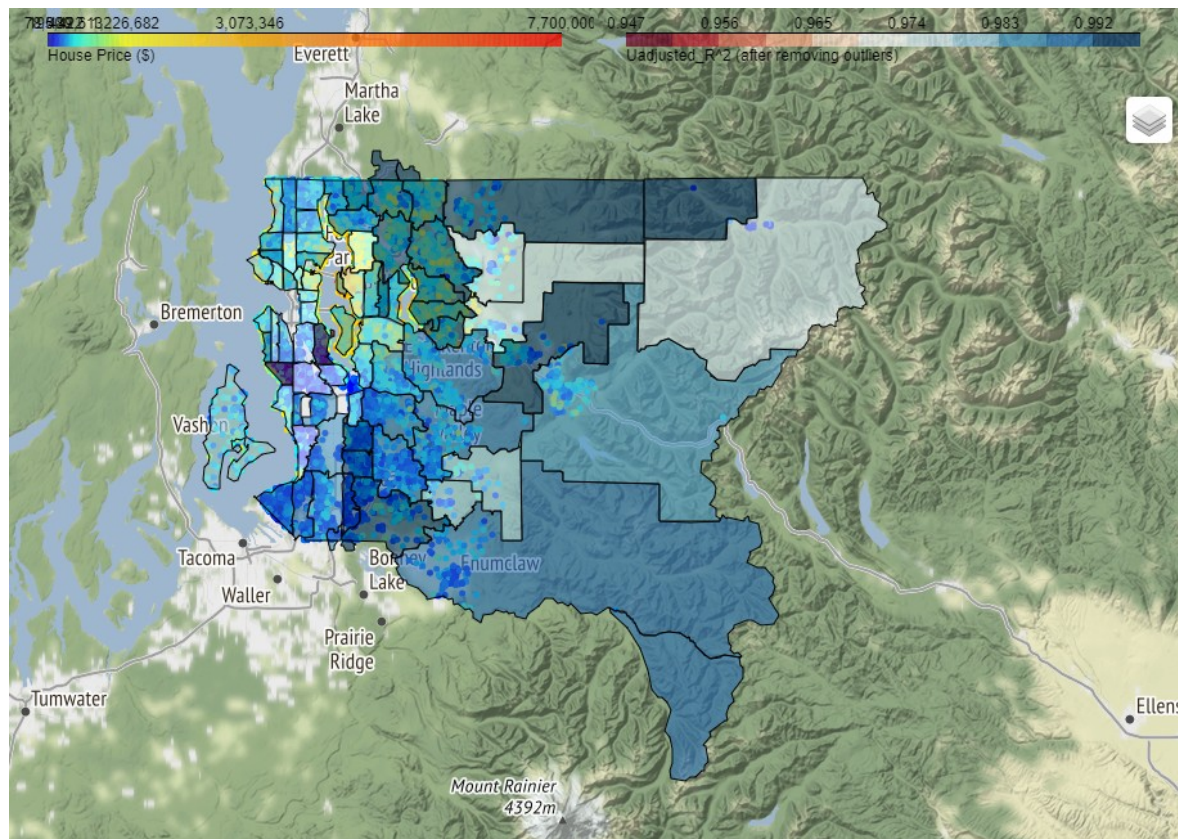 3,073,346
7,700,000
0.947
0.956
0.965
0.974
0.983
0.992
House Price ($)
Uadjusted_R^2 (after removing outliers)
Everett
Martha
Lake
Bremerton
Highlands
Vashon
Tacoma
Bonney
Lake
Enumclaw
Waller
Prairie
Ridge
Tumwater
Ellens
Mount Rainier
4392m